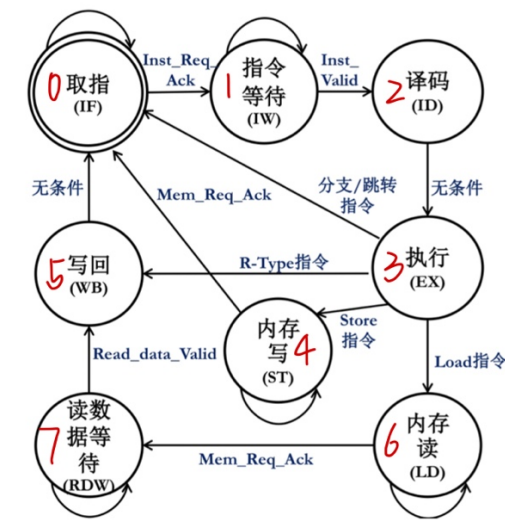 0 取指
(IF)
Inst_Req_
Ack
1 指令
等待
(IW)
Inst_
Valid
2 译码
(ID)
无条件
Mem_Req_Ack
分支/跳转
指令
无条件
5 写回
(WB)
R-Type指令
3 执行
(EX)
内存
写 4
(ST)
Store
指令
Read_data_Valid
Load指令
7 读数
据等
待
(RDW)
Mem_Req_Ack
6 内存
读
(LD)